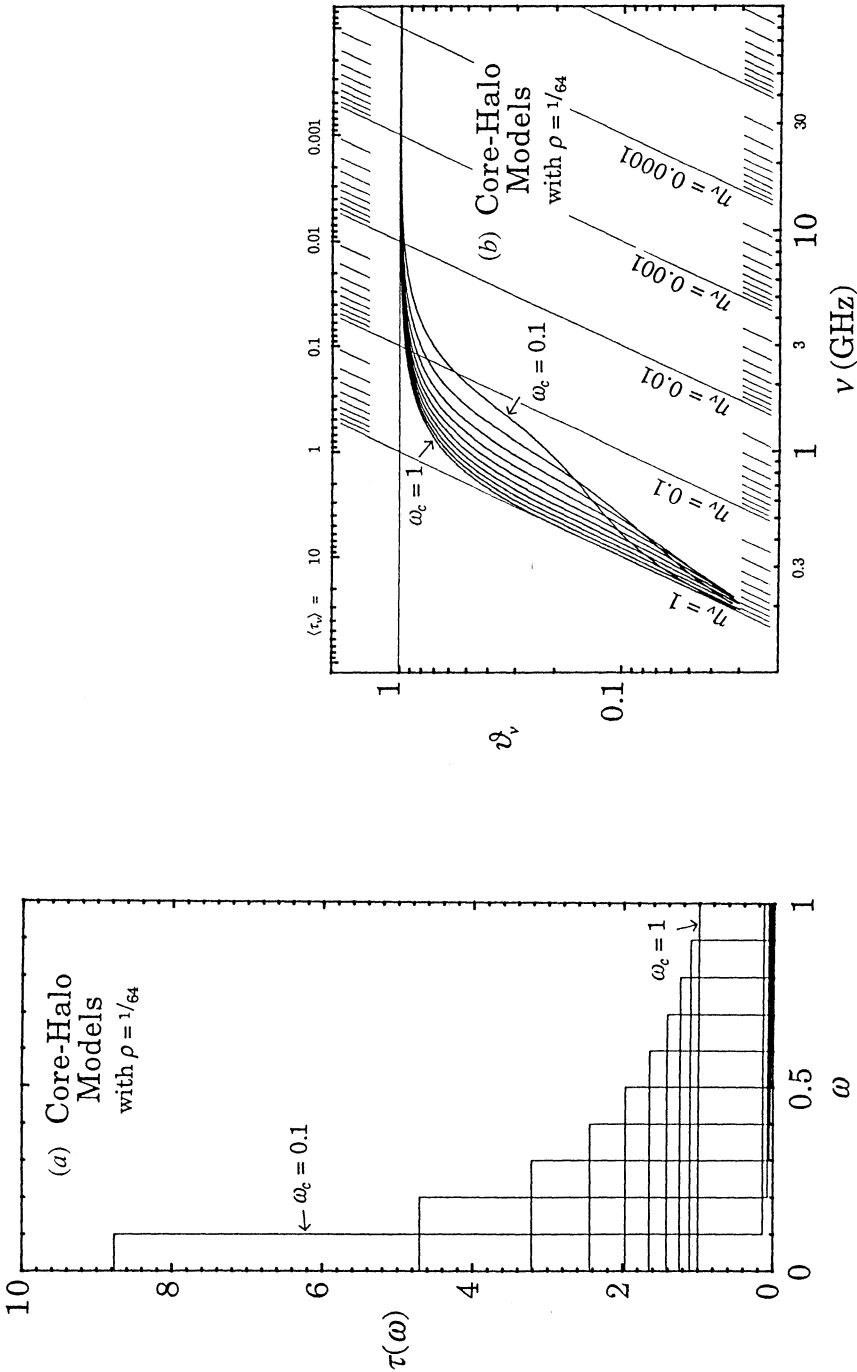 (a) Core-Halo
Models
with ρ = 1/64
τ(ω)
10
8
6
4
2
0
ω_c = 0.1
ω_c = 1
0
0.5
1
ω
(b) Core-Halo
Models
with ρ = 1/64
⟨τ_ν⟩ =
10
1
0.1
0.01
0.001
ϑ_ν
1
0.1
ω_c = 1
ω_c = 0.1
η_ν = 1
η_ν = 0.1
η_ν = 0.01
η_ν = 0.001
η_ν = 0.0001
0.3
1
3
10
30
ν (GHz)